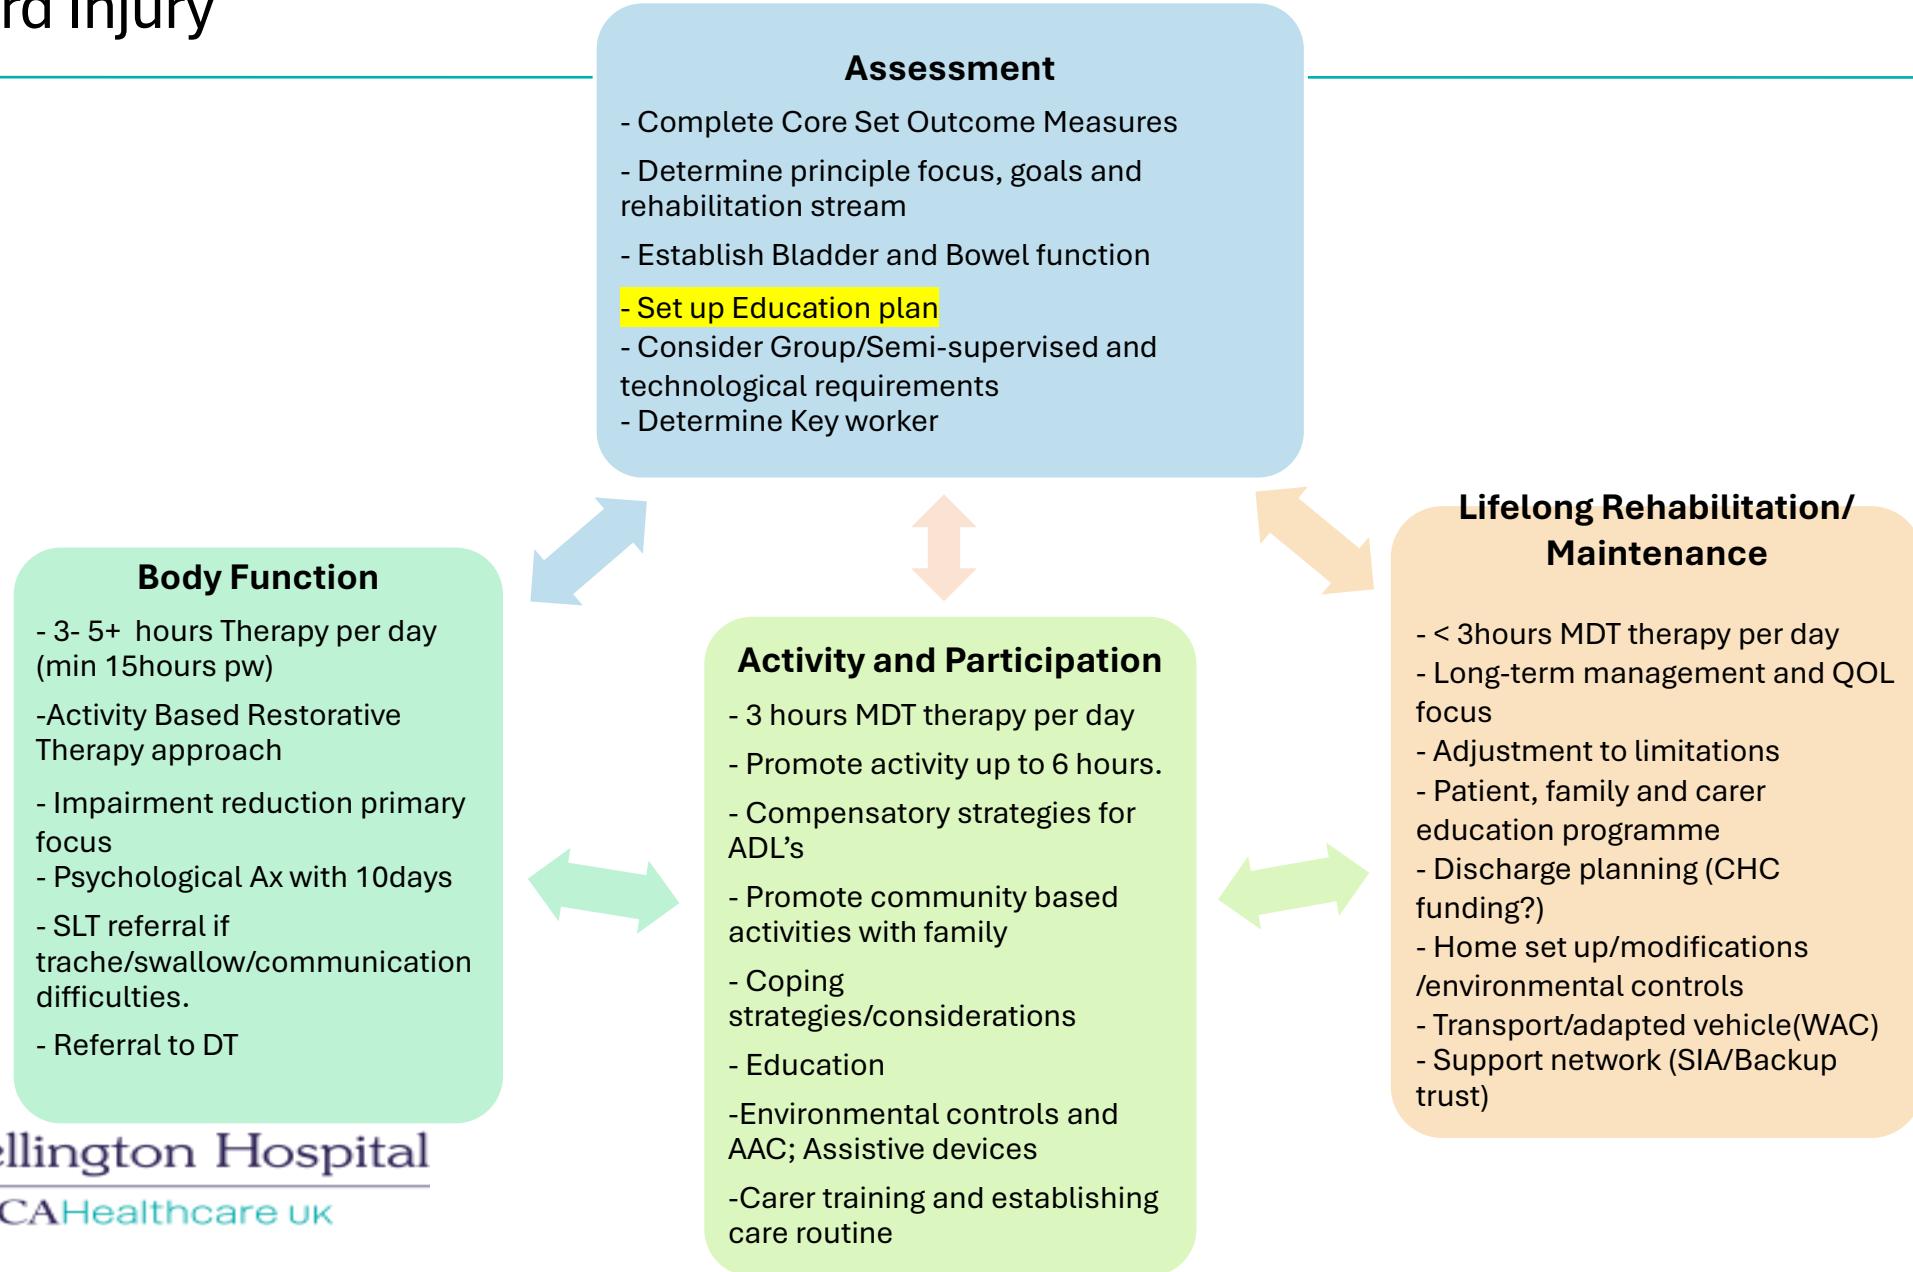 rd Injury
Assessment
- Complete Core Set Outcome Measures
- Determine principle focus, goals and
rehabilitation stream
- Establish Bladder and Bowel function
- Set up Education plan
- Consider Group/Semi-supervised and
technological requirements
- Determine Key worker
Body Function
- 3- 5+ hours Therapy per day
(min 15hours pw)
-Activity Based Restorative
Therapy approach
- Impairment reduction primary
focus
- Psychological Ax with 10days
- SLT referral if
trache/swallow/communication
difficulties.
- Referral to DT
Activity and Participation
- 3 hours MDT therapy per day
- Promote activity up to 6 hours.
- Compensatory strategies for
ADL’s
- Promote community based
activities with family
- Coping
strategies/considerations
- Education
-Environmental controls and
AAC; Assistive devices
-Carer training and establishing
care routine
Lifelong Rehabilitation/
Maintenance
- < 3hours MDT therapy per day
- Long-term management and QOL
focus
- Adjustment to limitations
- Patient, family and carer
education programme
- Discharge planning (CHC
funding?)
- Home set up/modifications
/environmental controls
- Transport/adapted vehicle(WAC)
- Support network (SIA/Backup
trust)
ellington Hospital
CAHealthcare UK